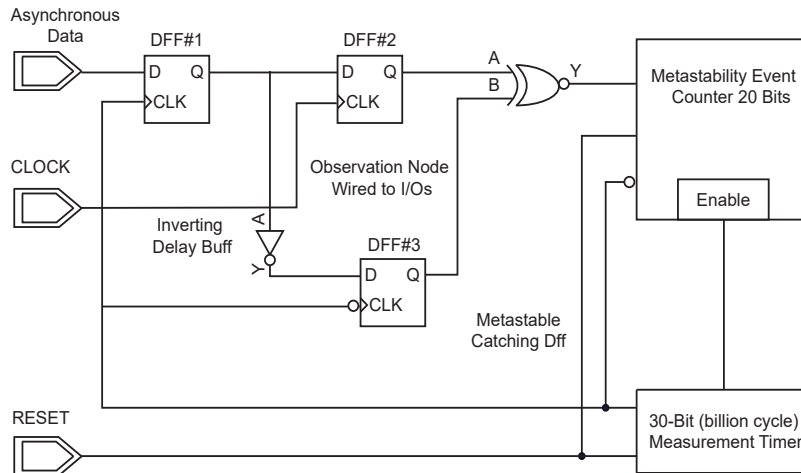 Asynchronous
Data
DFF#1
D
Q
CLK
DFF#2
D
Q
CLK
A
B
Y
Metastability Event
Counter 20 Bits
Enable
CLOCK
Observation Node
Wired to I/Os
Inverting
Delay Buff
A
Y
DFF#3
D
Q
CLK
Metastable
Catching Dff
RESET
30-Bit (billion cycle)
Measurement Timer